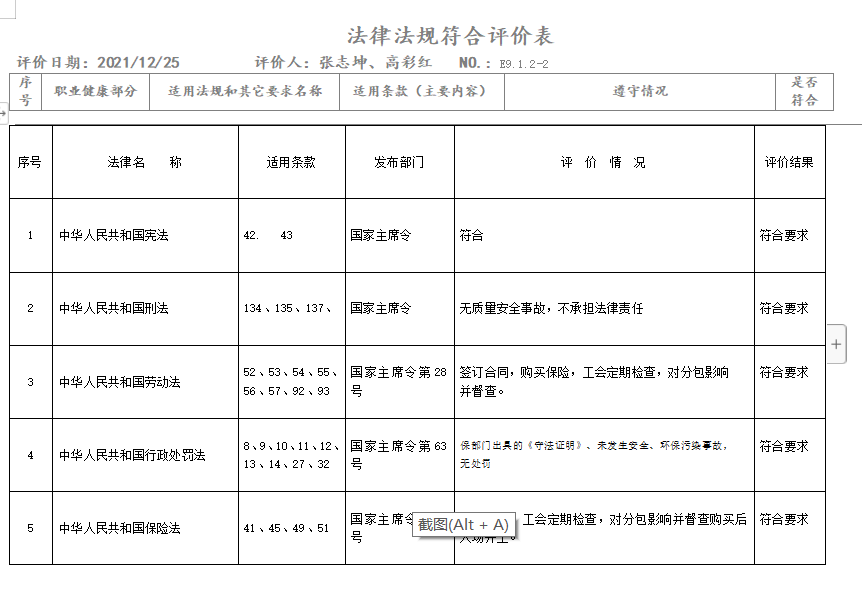 法律法规符合评价表
评价日期：2021/12/25 评价人：张志坤、高彩红 NO.：E9.1.2-2
序号 职业健康部分 适用法规和其它要求名称 适用条款（主要内容） 遵守情况 是否符合
序号 法律名 称 适用条款 发布部门 评 价 情 况 评价结果
1 中华人民共和国宪法 42. 43 国家主席令 符合 符合要求
2 中华人民共和国刑法 134、135、137、 国家主席令 无质量安全事故，不承担法律责任 符合要求
3 中华人民共和国劳动法 52、53、54、55、56、57、92、93 国家主席令第28号 签订合同，购买保险，工会定期检查，对分包影响并督查。 符合要求
4 中华人民共和国行政处罚法 8、9、10、11、12、13、14、27、32 国家主席令第63号 保部门出具的《守法证明》、未发生安全、环保污染事故，无处罚 符合要求
5 中华人民共和国保险法 41、45、49、51 国家主席令 号 工会定期检查，对分包影响并督查购买后 符合要求
截图(Alt + A)